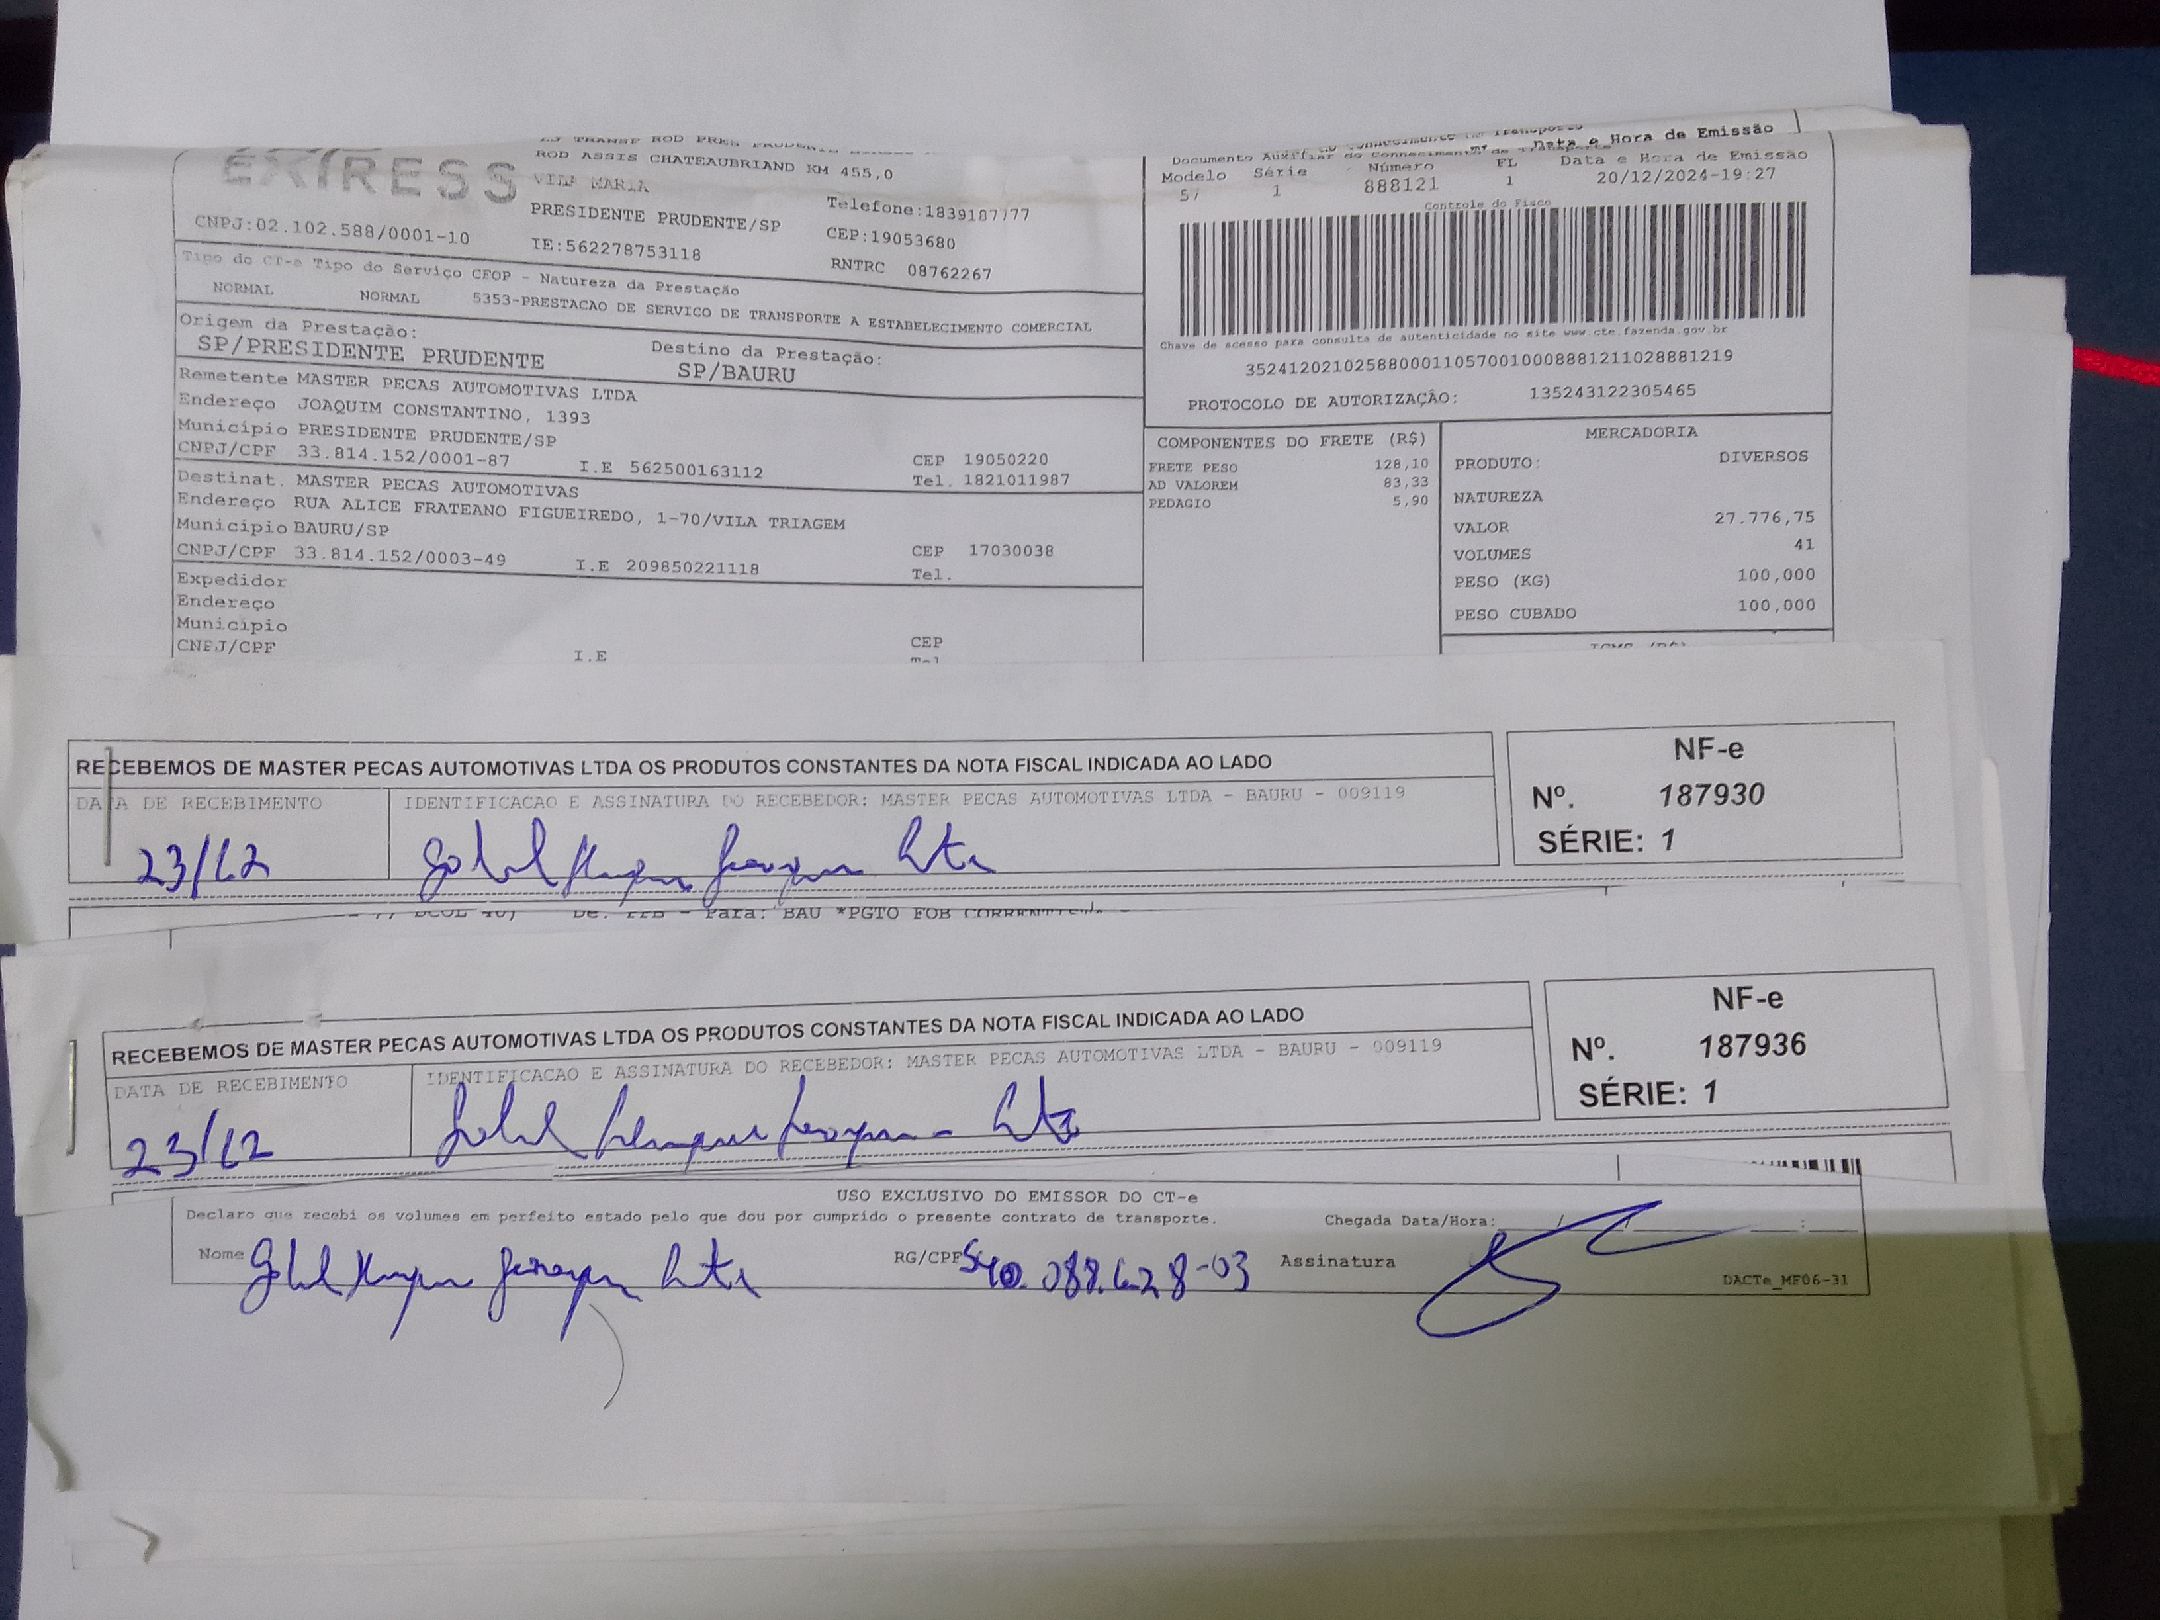 EXPRESS
ROD ASSIS CHATEAUBRIAND KM 455,0
VILA MARIA
PRESIDENTE PRUDENTE/SP
Telefone:1839187777
CNPJ:02.102.588/0001-10
IE:562278753118
CEP:19053680
RNTRC 08762267
Data e Hora de Emissão
Documento Auxiliar do Conhecimento de Transporte
Modelo Série Número FL Data e Hora de Emissão
57 1 888121 1 20/12/2024-19:27
Controle do Fisco
Chave de acesso para consulta de autenticidade no site www.cte.fazenda.gov.br
35241202102588000110570010008881211028881219
PROTOCOLO DE AUTORIZAÇÃO: 135243122305465
Tipo do CT-e Tipo do Serviço CFOP - Natureza da Prestação
NORMAL NORMAL 5353-PRESTACAO DE SERVICO DE TRANSPORTE A ESTABELECIMENTO COMERCIAL
Origem da Prestação: Destino da Prestação:
SP/PRESIDENTE PRUDENTE SP/BAURU
Remetente MASTER PECAS AUTOMOTIVAS LTDA
Endereço JOAQUIM CONSTANTINO, 1393
Município PRESIDENTE PRUDENTE/SP CEP 19050220
CNPJ/CPF 33.814.152/0001-87 I.E 562500163112 Tel. 1821011987
Destinat. MASTER PECAS AUTOMOTIVAS
Endereço RUA ALICE FRATEANO FIGUEIREDO, 1-70/VILA TRIAGEM
Município BAURU/SP CEP 17030038
CNPJ/CPF 33.814.152/0003-49 I.E 209850221118 Tel.
Expedidor
Endereço
Município CEP
CNPJ/CPF I.E
COMPONENTES DO FRETE (R$)
FRETE PESO 128,10
AD VALOREM 83,33
PEDAGIO 5,90
MERCADORIA
PRODUTO: DIVERSOS
NATUREZA
VALOR 27.776,75
VOLUMES 41
PESO (KG) 100,000
PESO CUBADO 100,000
RECEBEMOS DE MASTER PECAS AUTOMOTIVAS LTDA OS PRODUTOS CONSTANTES DA NOTA FISCAL INDICADA AO LADO
DATA DE RECEBIMENTO IDENTIFICACAO E ASSINATURA DO RECEBEDOR: MASTER PECAS AUTOMOTIVAS LTDA - BAURU - 009119
23/12
NF-e
Nº. 187930
SÉRIE: 1
Para: BAU *PGTO FOB
RECEBEMOS DE MASTER PECAS AUTOMOTIVAS LTDA OS PRODUTOS CONSTANTES DA NOTA FISCAL INDICADA AO LADO
DATA DE RECEBIMENTO IDENTIFICACAO E ASSINATURA DO RECEBEDOR: MASTER PECAS AUTOMOTIVAS LTDA - BAURU - 009119
23/12
NF-e
Nº. 187936
SÉRIE: 1
USO EXCLUSIVO DO EMISSOR DO CT-e
Declaro que recebi os volumes em perfeito estado pelo que dou por cumprido o presente contrato de transporte. Chegada Data/Hora:
Nome RG/CPF 540.088.628-03 Assinatura
DACTe_MF06-31